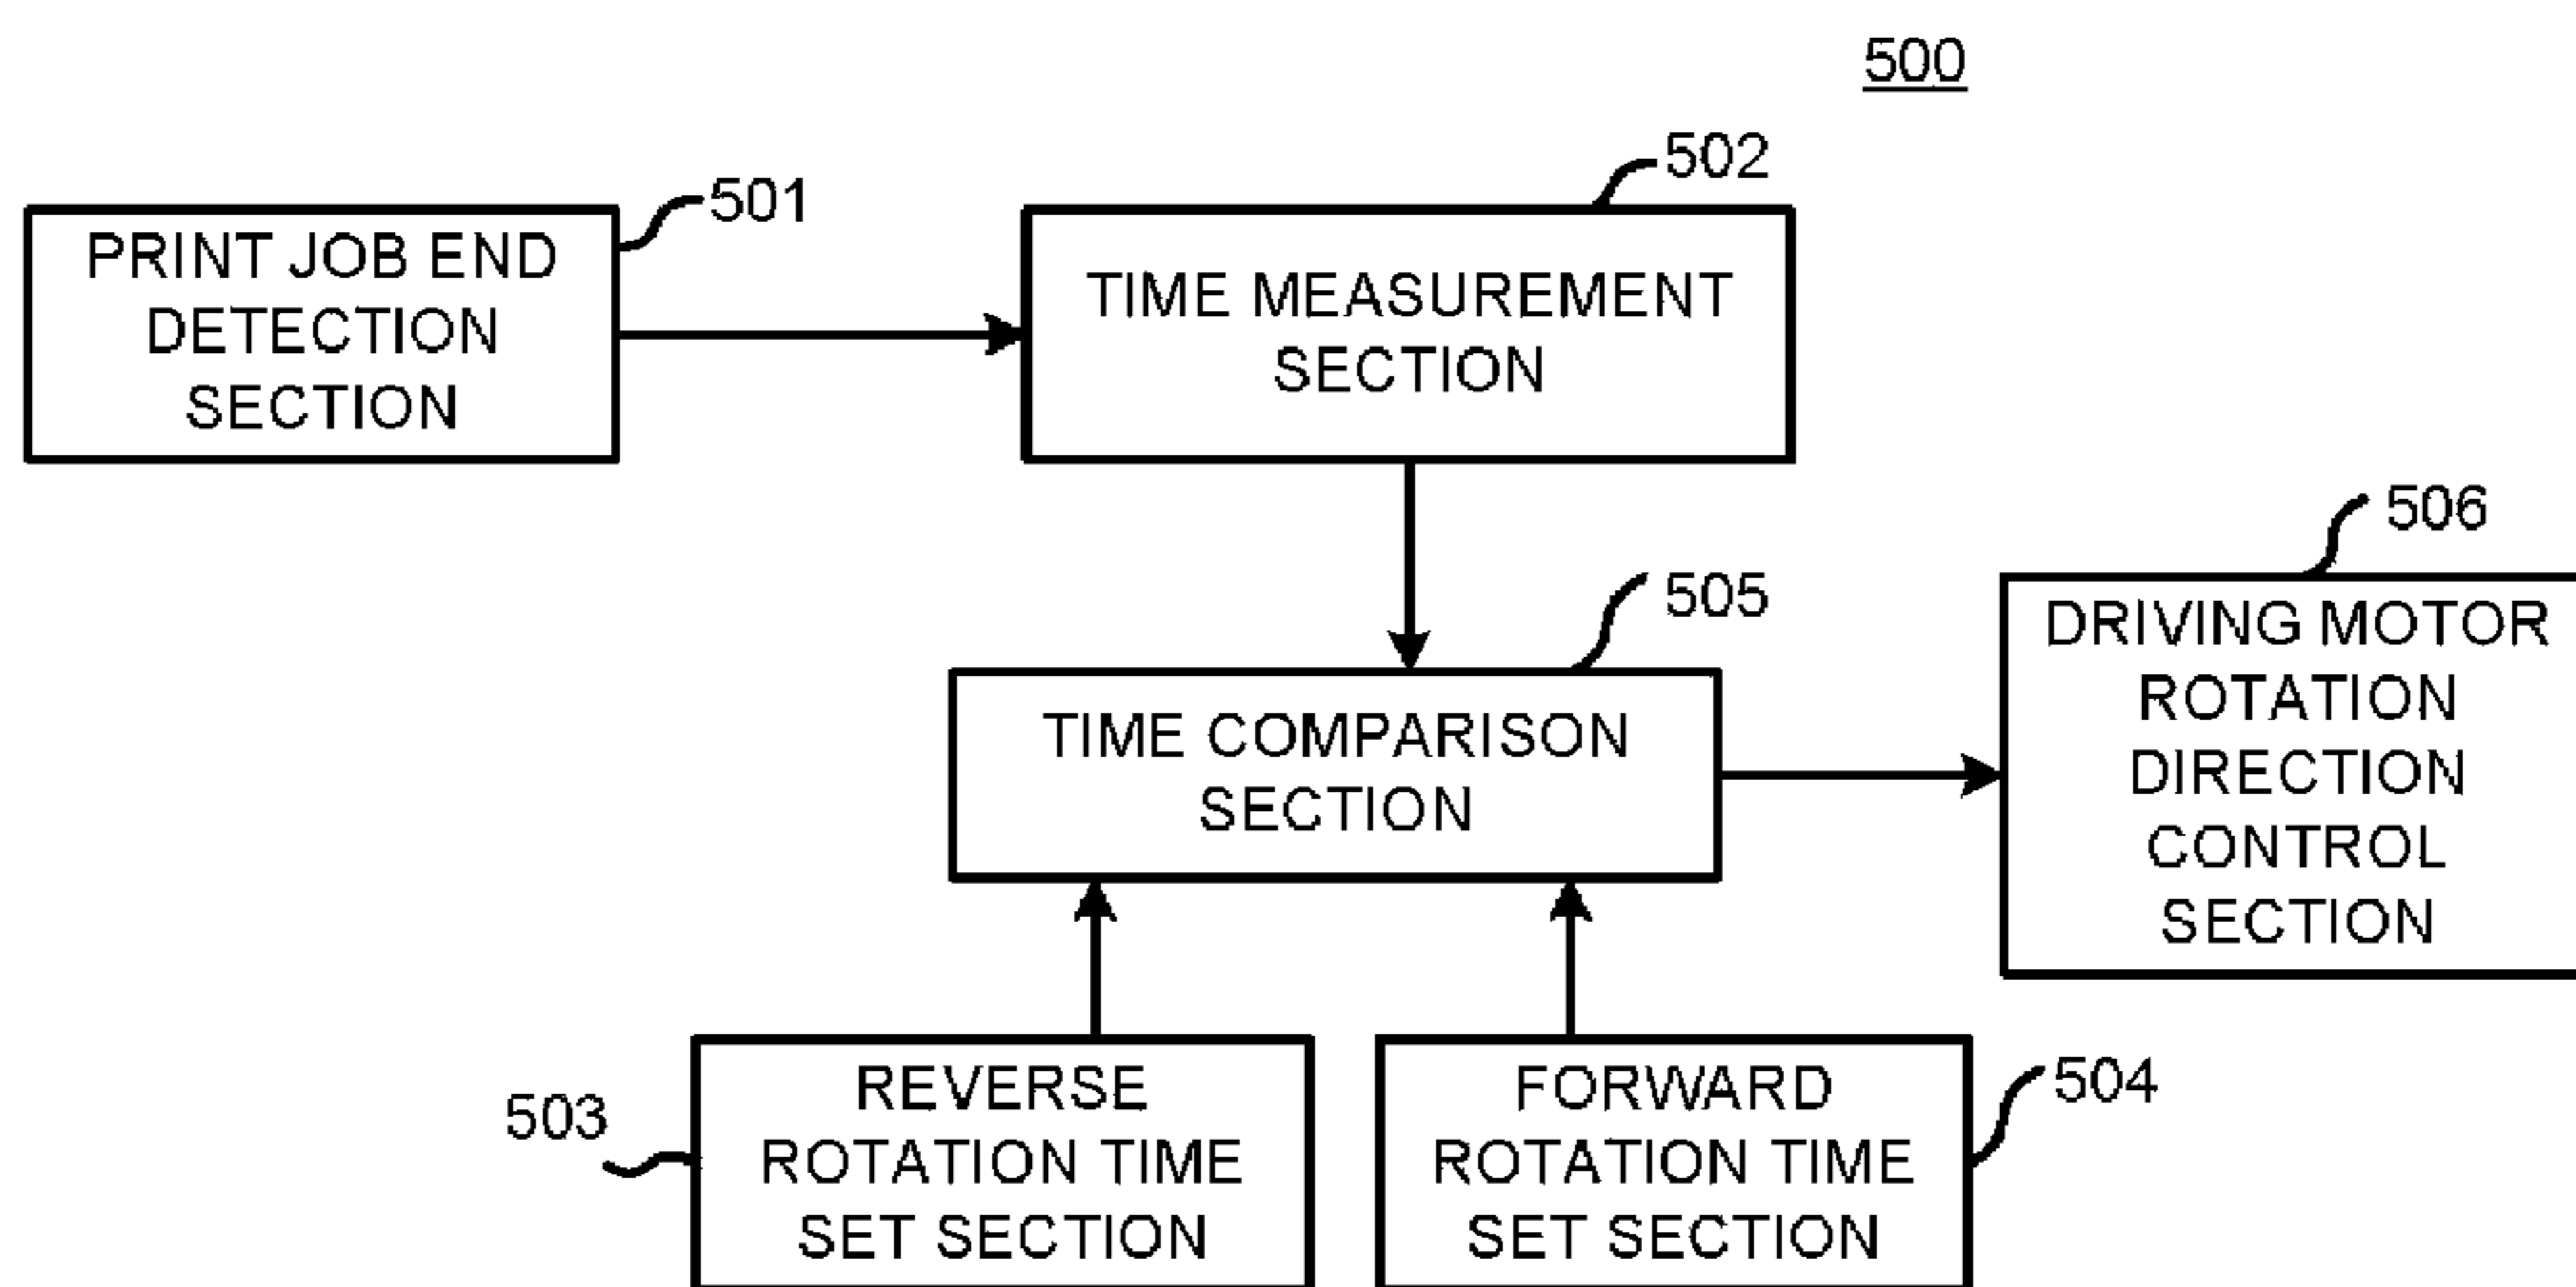 500
501
PRINT JOB END
DETECTION
SECTION
502
TIME MEASUREMENT
SECTION
505
TIME COMPARISON
SECTION
506
DRIVING MOTOR
ROTATION
DIRECTION
CONTROL
SECTION
503
REVERSE
ROTATION TIME
SET SECTION
504
FORWARD
ROTATION TIME
SET SECTION